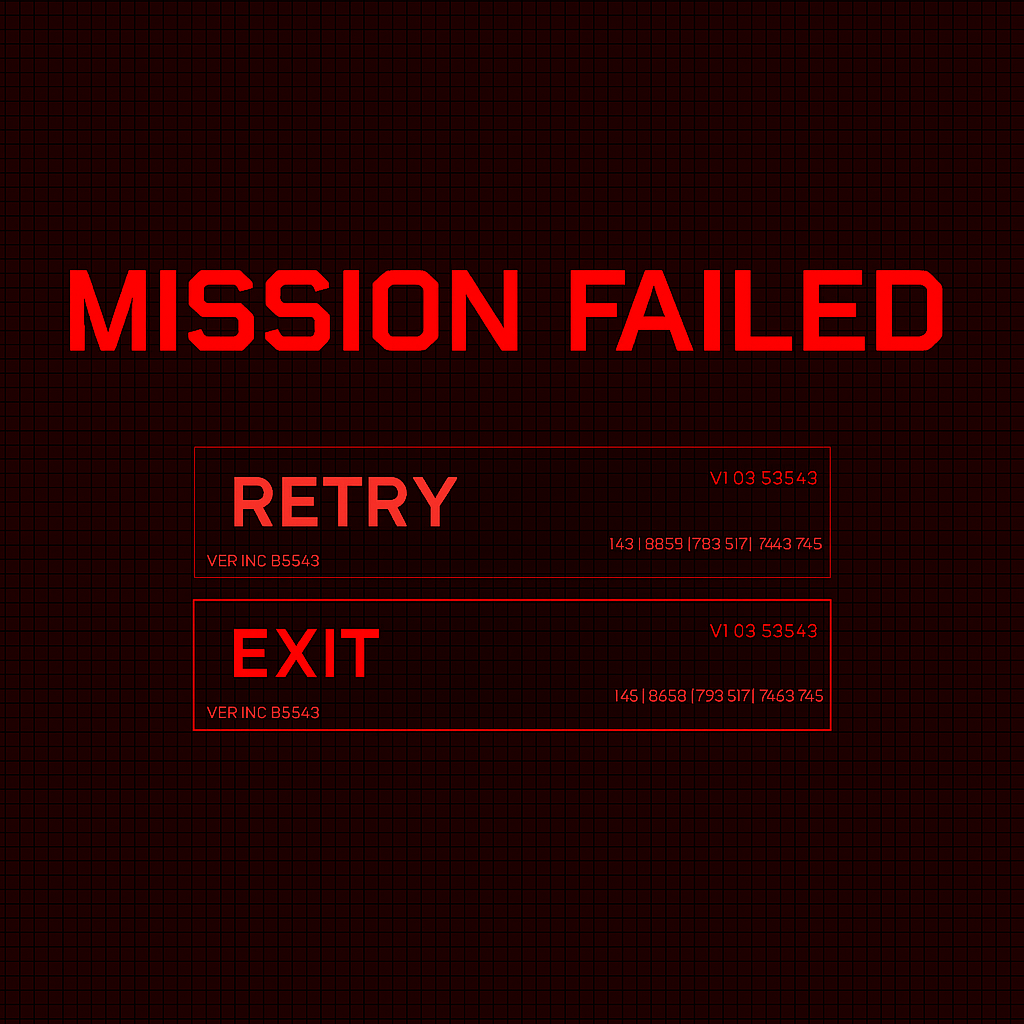 MISSION FAILED
RETRY
V1 03 53543
143 | 8859 |783 517| 7443 745
VER INC B5543
EXIT
V1 03 53543
145 | 8658 |793 517| 7463 745
VER INC B5543